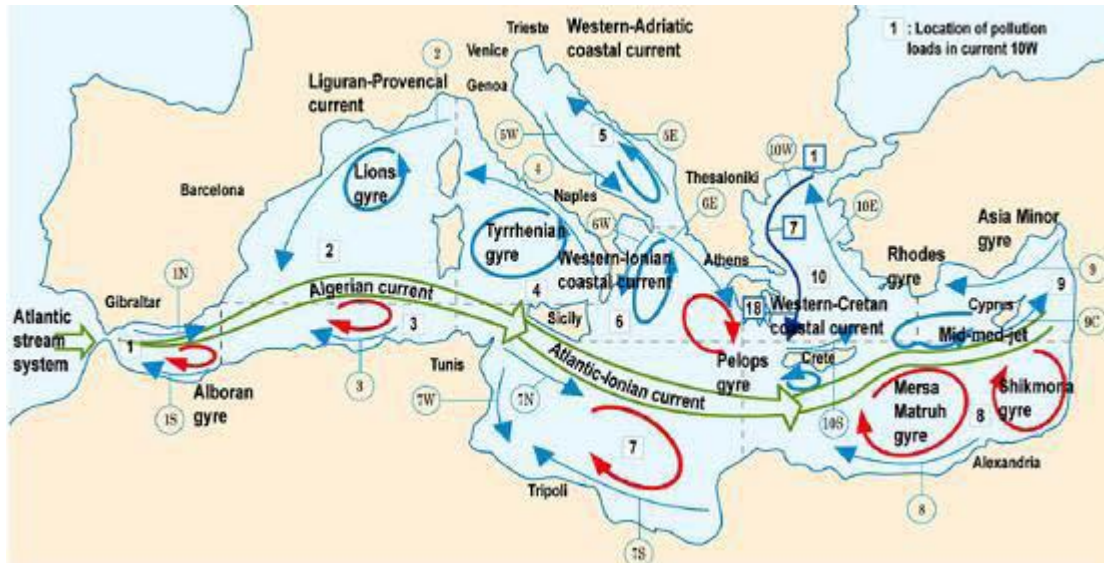 Trieste
Western-Adriatic
coastal current
1 : Location of pollution
loads in current 10W
Venice
Genoa
2
Liguran-Provencal
current
5W
5
5E
4
10W
1
Thessaloniki
Barcelona
Lions
gyre
Naples
6W
6E
7
10E
Asia Minor
gyre
Tyrrhenian
gyre
Western-Ionian
coastal current
Athens
Rhodes
gyre
1N
2
10
9
9
Gibraltar
Algerian current
4
6
18
Western-Cretan
coastal current
Cyprus
9C
Atlantic
stream
system
1
3
Sicily
Mid-med-jet
Crete
Alboran
gyre
1S
3
Tunis
7W
7N
Atlantic-Ionian current
Pelops
gyre
10S
Mersa
Matruh
gyre
8
Shikmona
gyre
7
Tripoli
7S
Alexandria
8